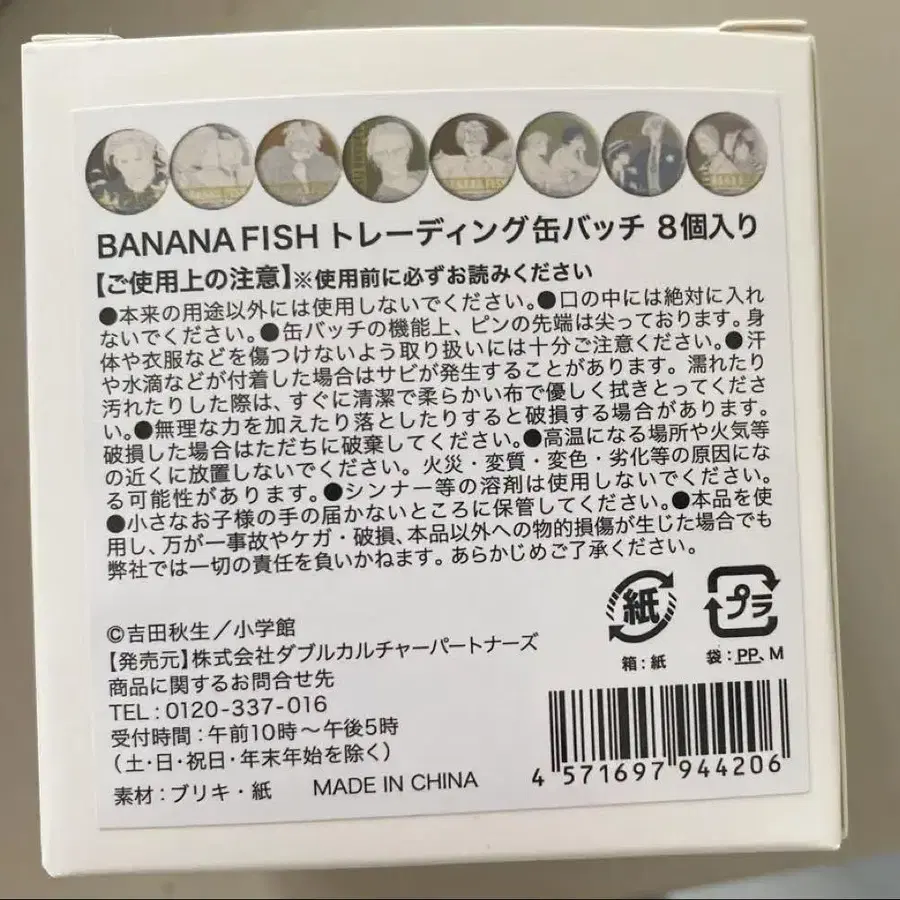 BANANA FISH トレーディング缶バッチ 8個入り
【ご使用上の注意】※使用前に必ずお読みください
●本来の用途以外には使用しないでください。●口の中には絶対に入れ
ないでください。●缶バッチの機能上、ピンの先端は尖っております。身
体や衣服などを傷つけないよう取り扱いには十分ご注意ください。●汗
や水滴などが付着した場合はサビが発生することがあります。濡れたり
汚れたりした際は、すぐに清潔で柔らかい布で優しく拭きとってくださ
い。●無理な力を加えたり落としたりすると破損する場合があります。
破損した場合はただちに破棄してください。●高温になる場所や火気等
の近くに放置しないでください。火災・変質・変色・劣化等の原因にな
る可能性があります。●シンナー等の溶剤は使用しないでください。
●小さなお子様の手の届かないところに保管してください。●本品を使
用し、万が一事故やケガ・破損、本品以外への物的損傷が生じた場合でも
弊社では一切の責任を負いかねます。あらかじめご了承ください。
©吉田秋生/小学館
【発売元】株式会社ダブルカルチャーパートナーズ
商品に関するお問合せ先
TEL:0120-337-016
受付時間:午前10時〜午後5時
(土・日・祝日・年末年始を除く)
素材:ブリキ・紙 MADE IN CHINA
紙 プラ
箱:紙 袋:PP、M
4 571697 944206